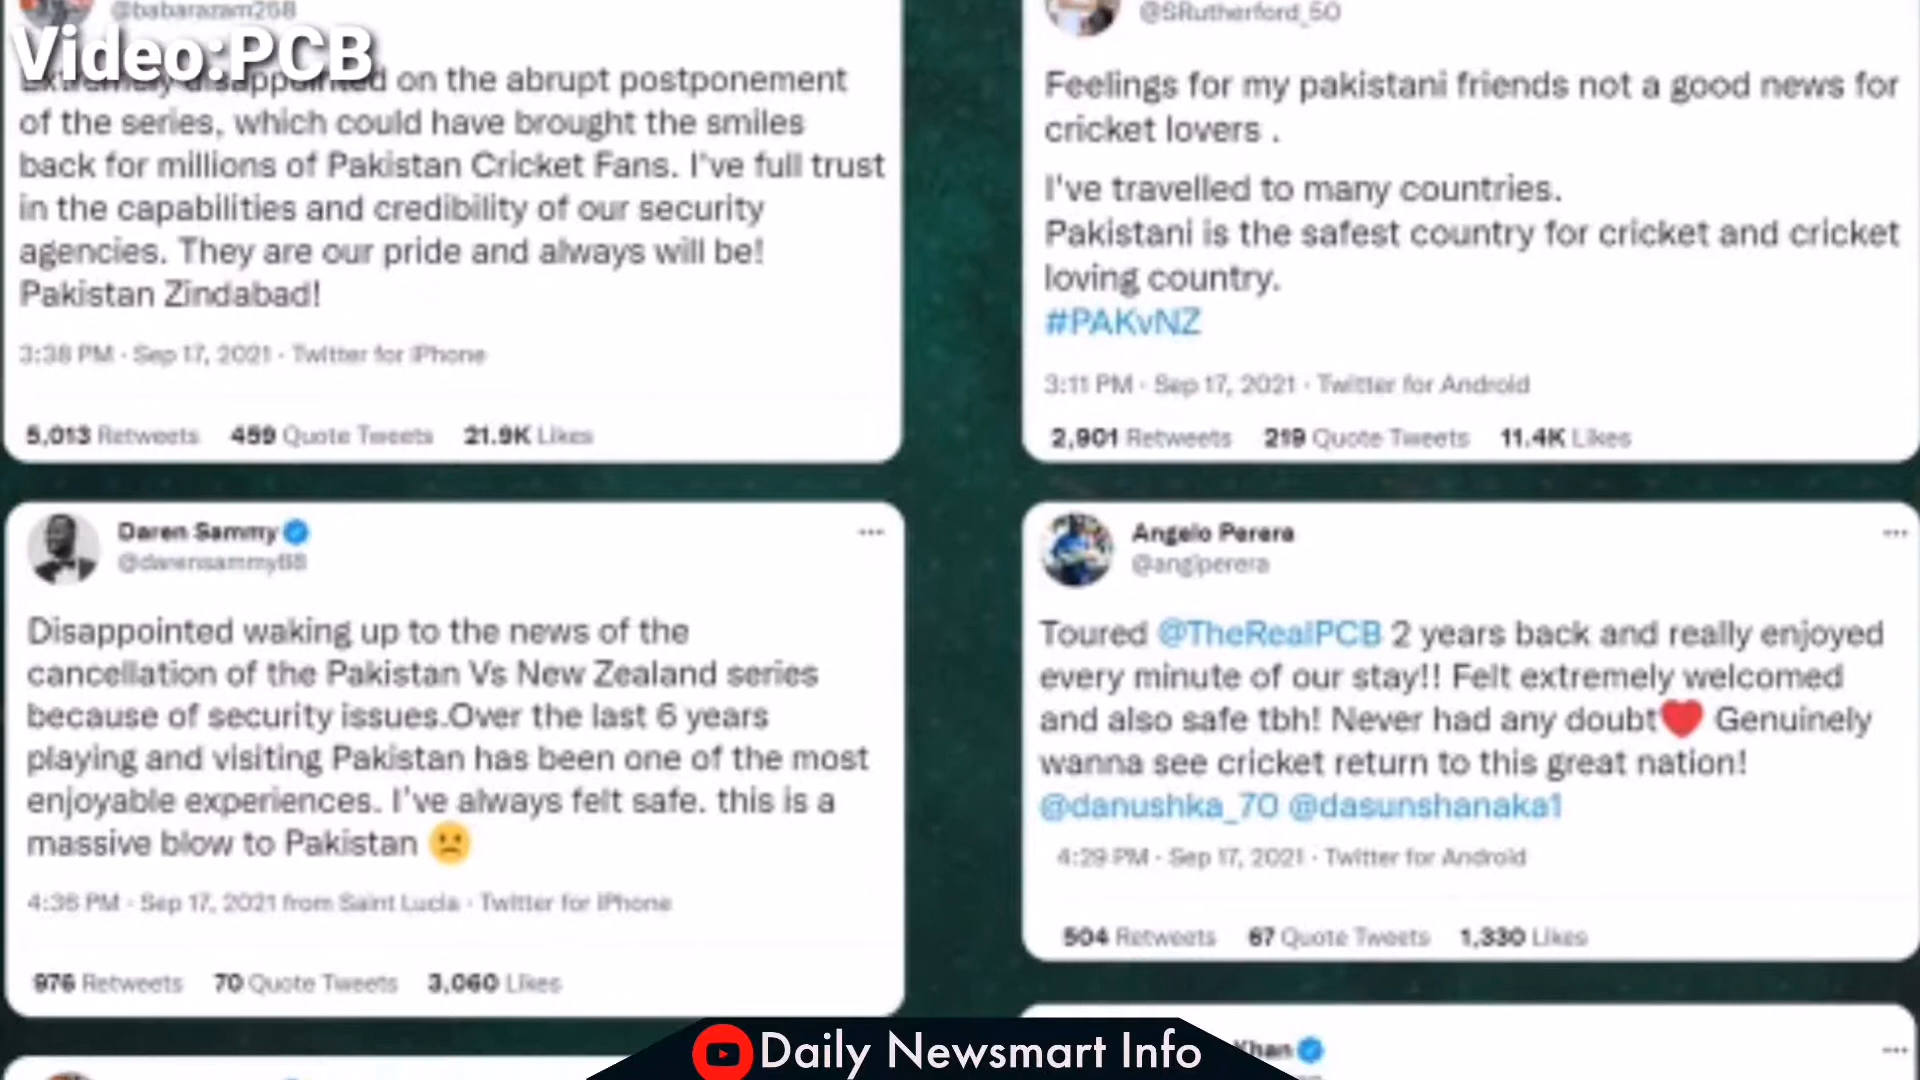 Video:PCB
@babarazam258
Extremely disappointed on the abrupt postponement
of the series, which could have brought the smiles
back for millions of Pakistan Cricket Fans. I've full trust
in the capabilities and credibility of our security
agencies. They are our pride and always will be!
Pakistan Zindabad!
3:38 PM · Sep 17, 2021 · Twitter for iPhone
5,013 Retweets 459 Quote Tweets 21.9K Likes
@SRutherford_50
Feelings for my pakistani friends not a good news for
cricket lovers .
I've travelled to many countries.
Pakistani is the safest country for cricket and cricket
loving country.
#PAKvNZ
3:11 PM · Sep 17, 2021 · Twitter for Android
2,901 Retweets 219 Quote Tweets 11.4K Likes
Daren Sammy
@darensammy88
Disappointed waking up to the news of the
cancellation of the Pakistan Vs New Zealand series
because of security issues.Over the last 6 years
playing and visiting Pakistan has been one of the most
enjoyable experiences. I've always felt safe. this is a
massive blow to Pakistan 😕
4:36 PM · Sep 17, 2021 from Saint Lucia · Twitter for iPhone
976 Retweets 70 Quote Tweets 3,060 Likes
Angelo Perera
@angiperera
Toured @TheRealPCB 2 years back and really enjoyed
every minute of our stay!! Felt extremely welcomed
and also safe tbh! Never had any doubt❤️ Genuinely
wanna see cricket return to this great nation!
@danushka_70 @dasunshanaka1
4:29 PM · Sep 17, 2021 · Twitter for Android
504 Retweets 67 Quote Tweets 1,330 Likes
Khan
Daily Newsmart Info